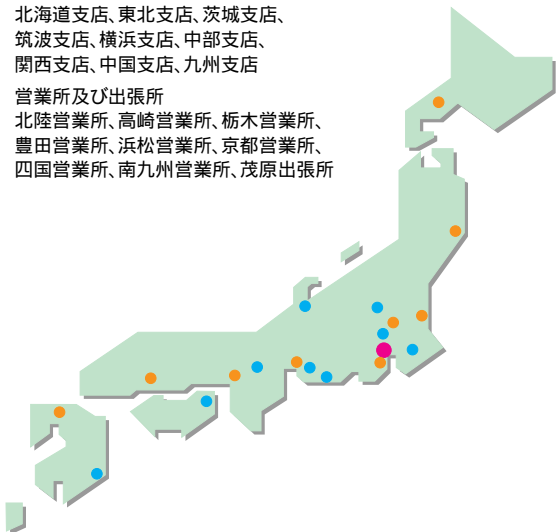 北海道支店、東北支店、茨城支店、
筑波支店、横浜支店、中部支店、
関西支店、中国支店、九州支店
営業所及び出張所
北陸営業所、高崎営業所、栃木営業所、
豊田営業所、浜松営業所、京都営業所、
四国営業所、南九州営業所、茂原出張所